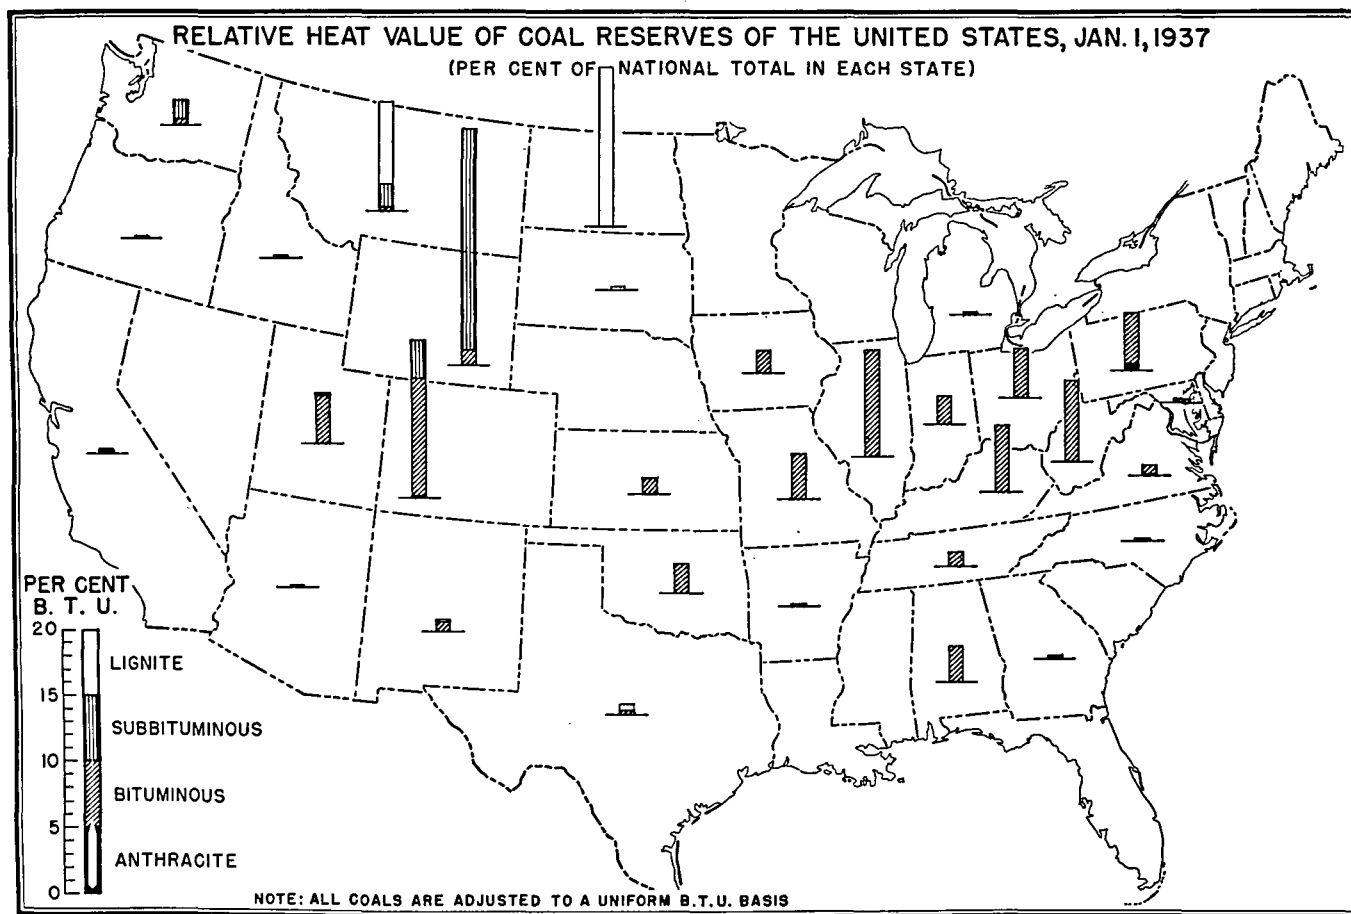 RELATIVE HEAT VALUE OF COAL RESERVES OF THE UNITED STATES, JAN. 1, 1937
(PER CENT OF NATIONAL TOTAL IN EACH STATE)
PER CENT
B. T. U.
20
LIGNITE
15
SUBBITUMINOUS
10
BITUMINOUS
5
ANTHRACITE
0
NOTE: ALL COALS ARE ADJUSTED TO A UNIFORM B.T.U. BASIS